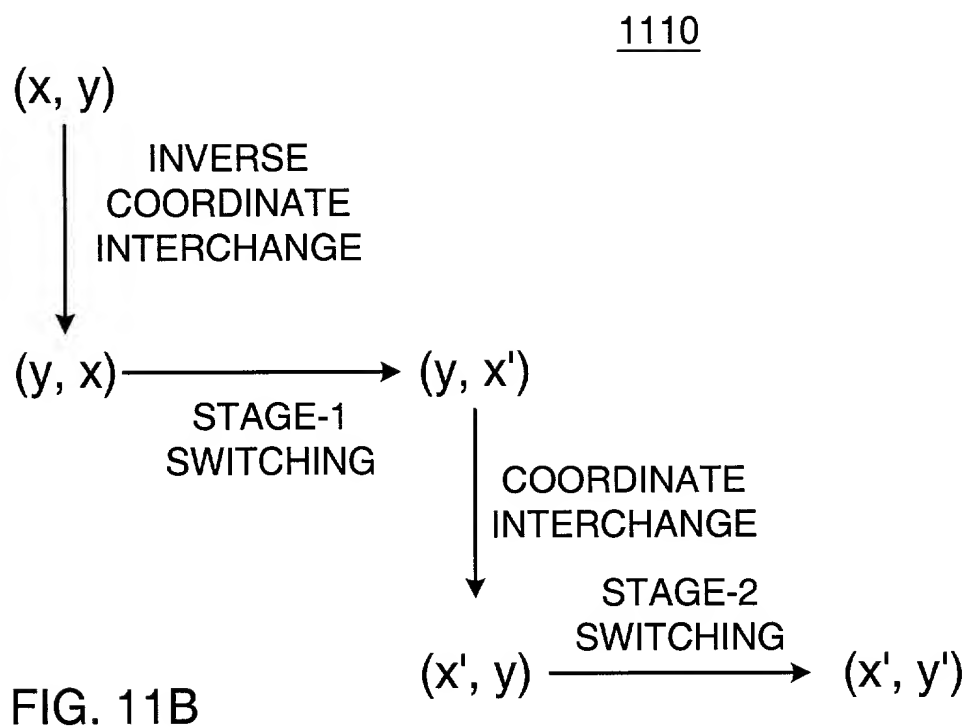 1110
(x, y)
INVERSE
COORDINATE
INTERCHANGE
(y, x)
(y, x')
STAGE-1
SWITCHING
COORDINATE
INTERCHANGE
STAGE-2
SWITCHING
(x', y)
(x', y')
FIG. 11B